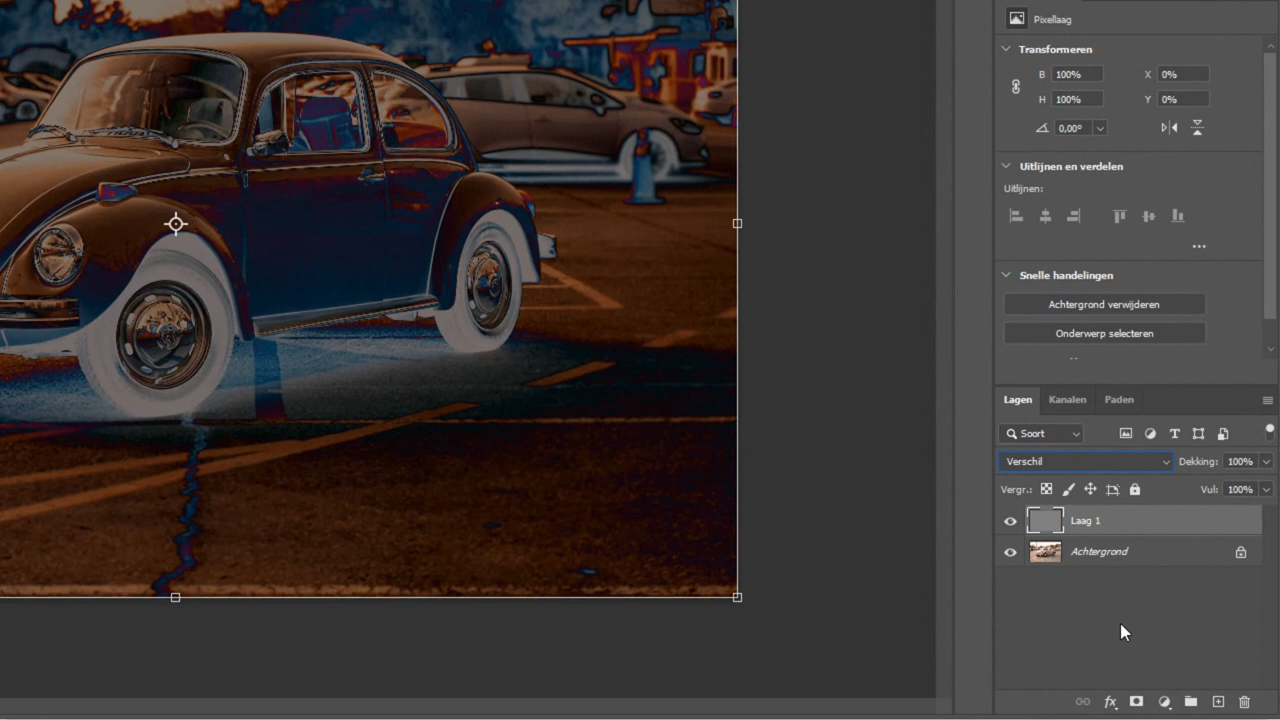 Pixellaag
Transformeren
B 100% X 0%
H 100% Y 0%
0,00°
Uitlijnen en verdelen
Uitlijnen:
Snelle handelingen
Achtergrond verwijderen
Onderwerp selecteren
Lagen Kanalen Paden
Soort
Verschil Dekking: 100%
Vergr.: Vul: 100%
Laag 1
Achtergrond
fx